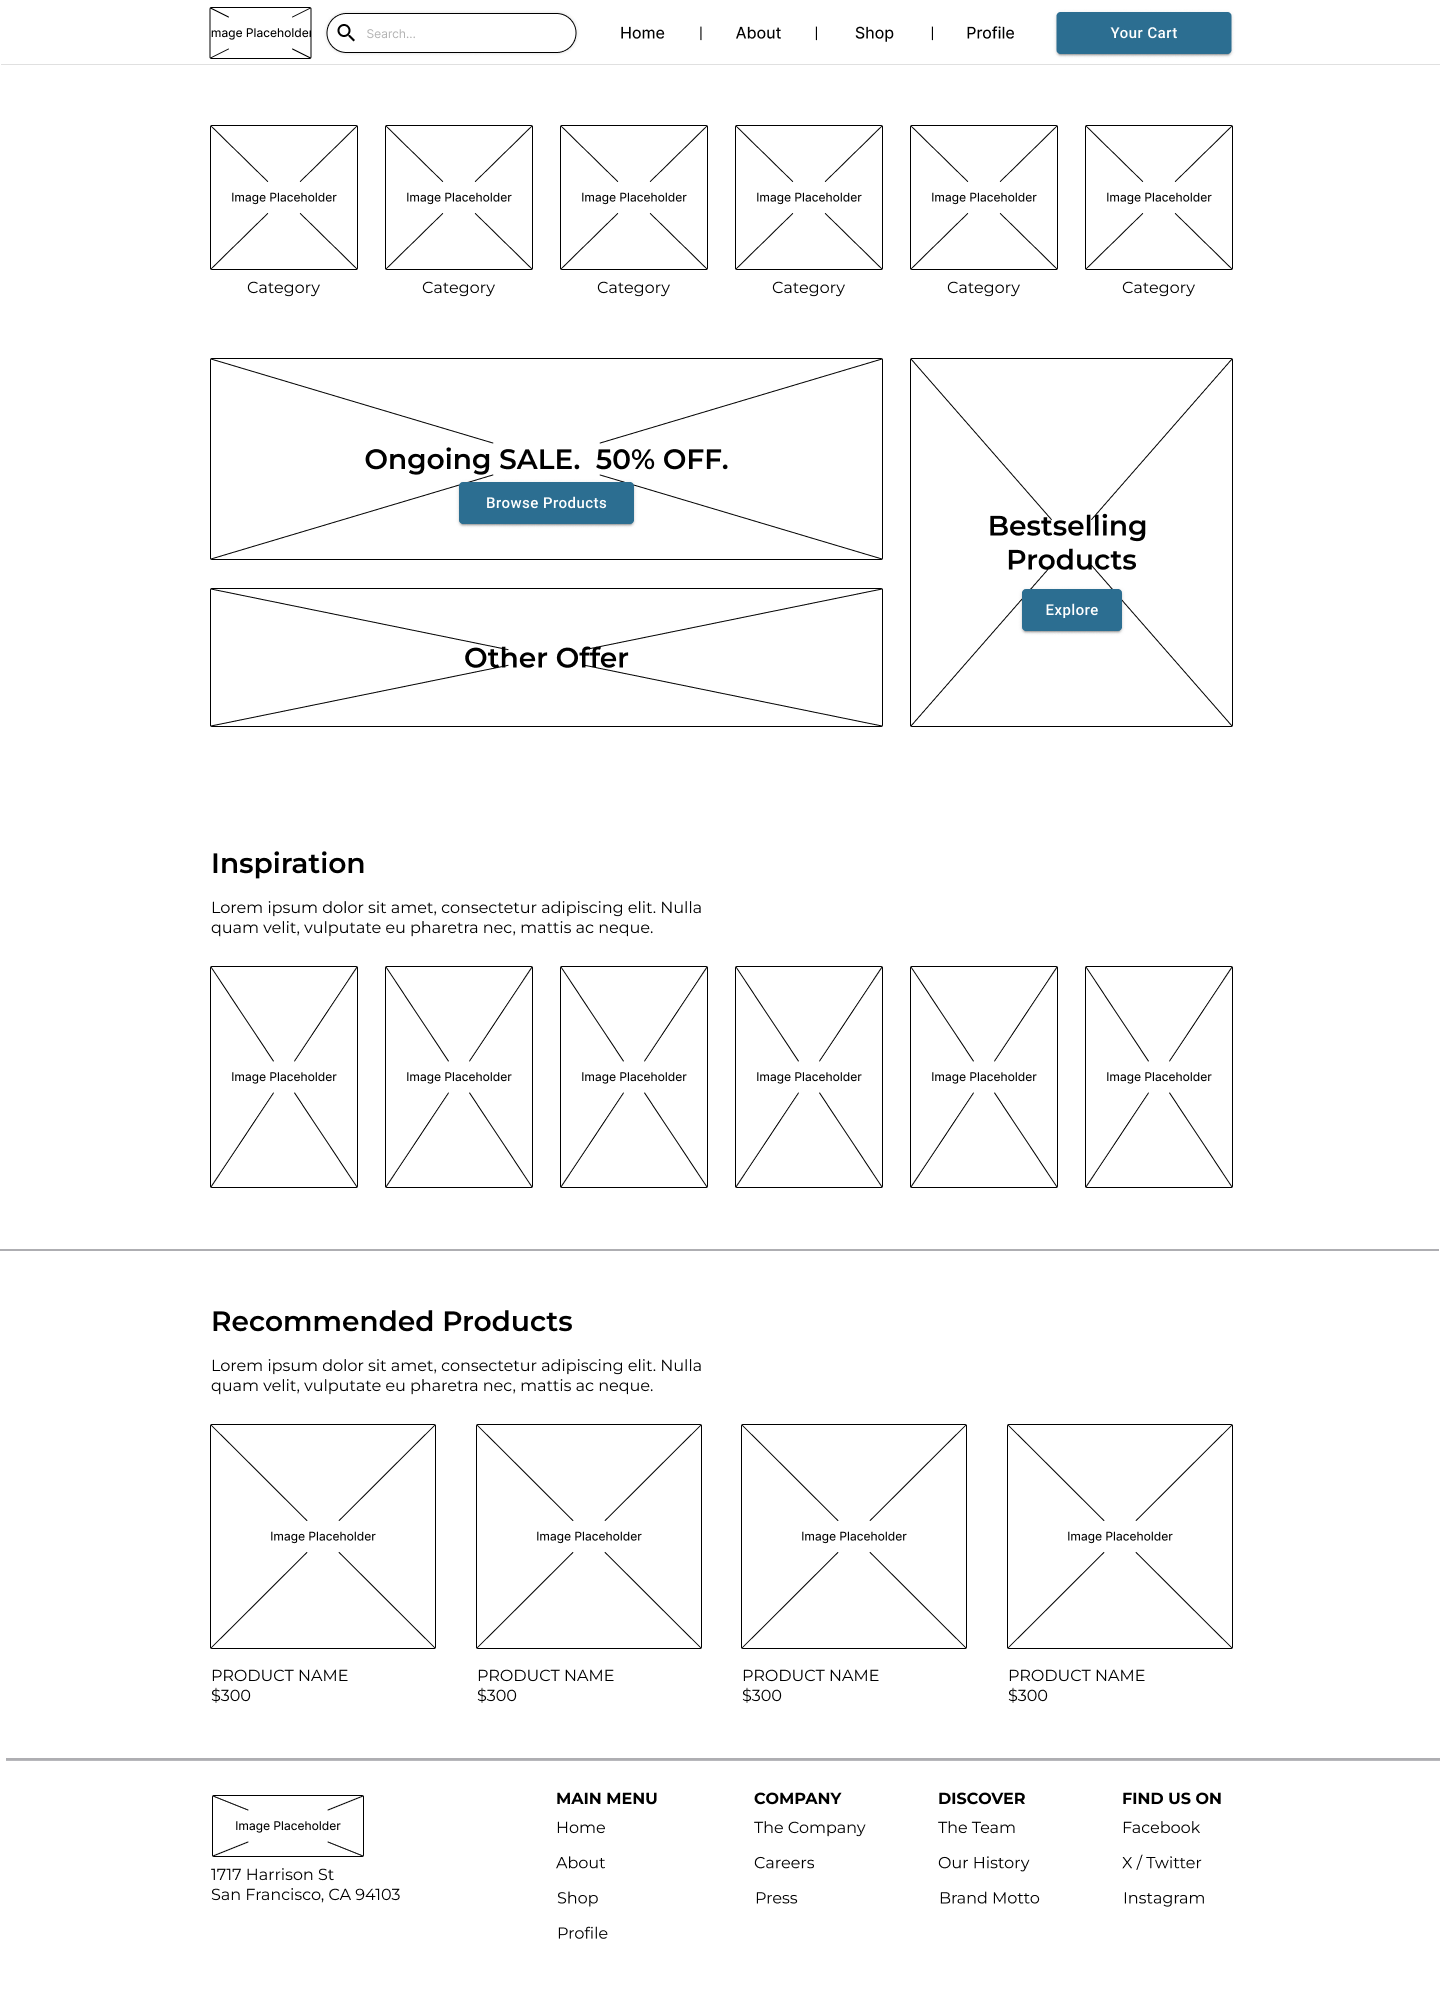 mage Placeholder
Search...
Home | About | Shop | Profile
Your Cart
Image Placeholder Image Placeholder Image Placeholder Image Placeholder Image Placeholder Image Placeholder
Category Category Category Category Category Category
Ongoing SALE.  50% OFF.
Browse Products
Other Offer
Bestselling
Products
Explore
Inspiration
Lorem ipsum dolor sit amet, consectetur adipiscing elit. Nulla
quam velit, vulputate eu pharetra nec, mattis ac neque.
Image Placeholder Image Placeholder Image Placeholder Image Placeholder Image Placeholder Image Placeholder
Recommended Products
Lorem ipsum dolor sit amet, consectetur adipiscing elit. Nulla
quam velit, vulputate eu pharetra nec, mattis ac neque.
Image Placeholder Image Placeholder Image Placeholder Image Placeholder
PRODUCT NAME PRODUCT NAME PRODUCT NAME PRODUCT NAME
$300 $300 $300 $300
Image Placeholder
1717 Harrison St
San Francisco, CA 94103
MAIN MENU
Home
About
Shop
Profile
COMPANY
The Company
Careers
Press
DISCOVER
The Team
Our History
Brand Motto
FIND US ON
Facebook
X / Twitter
Instagram